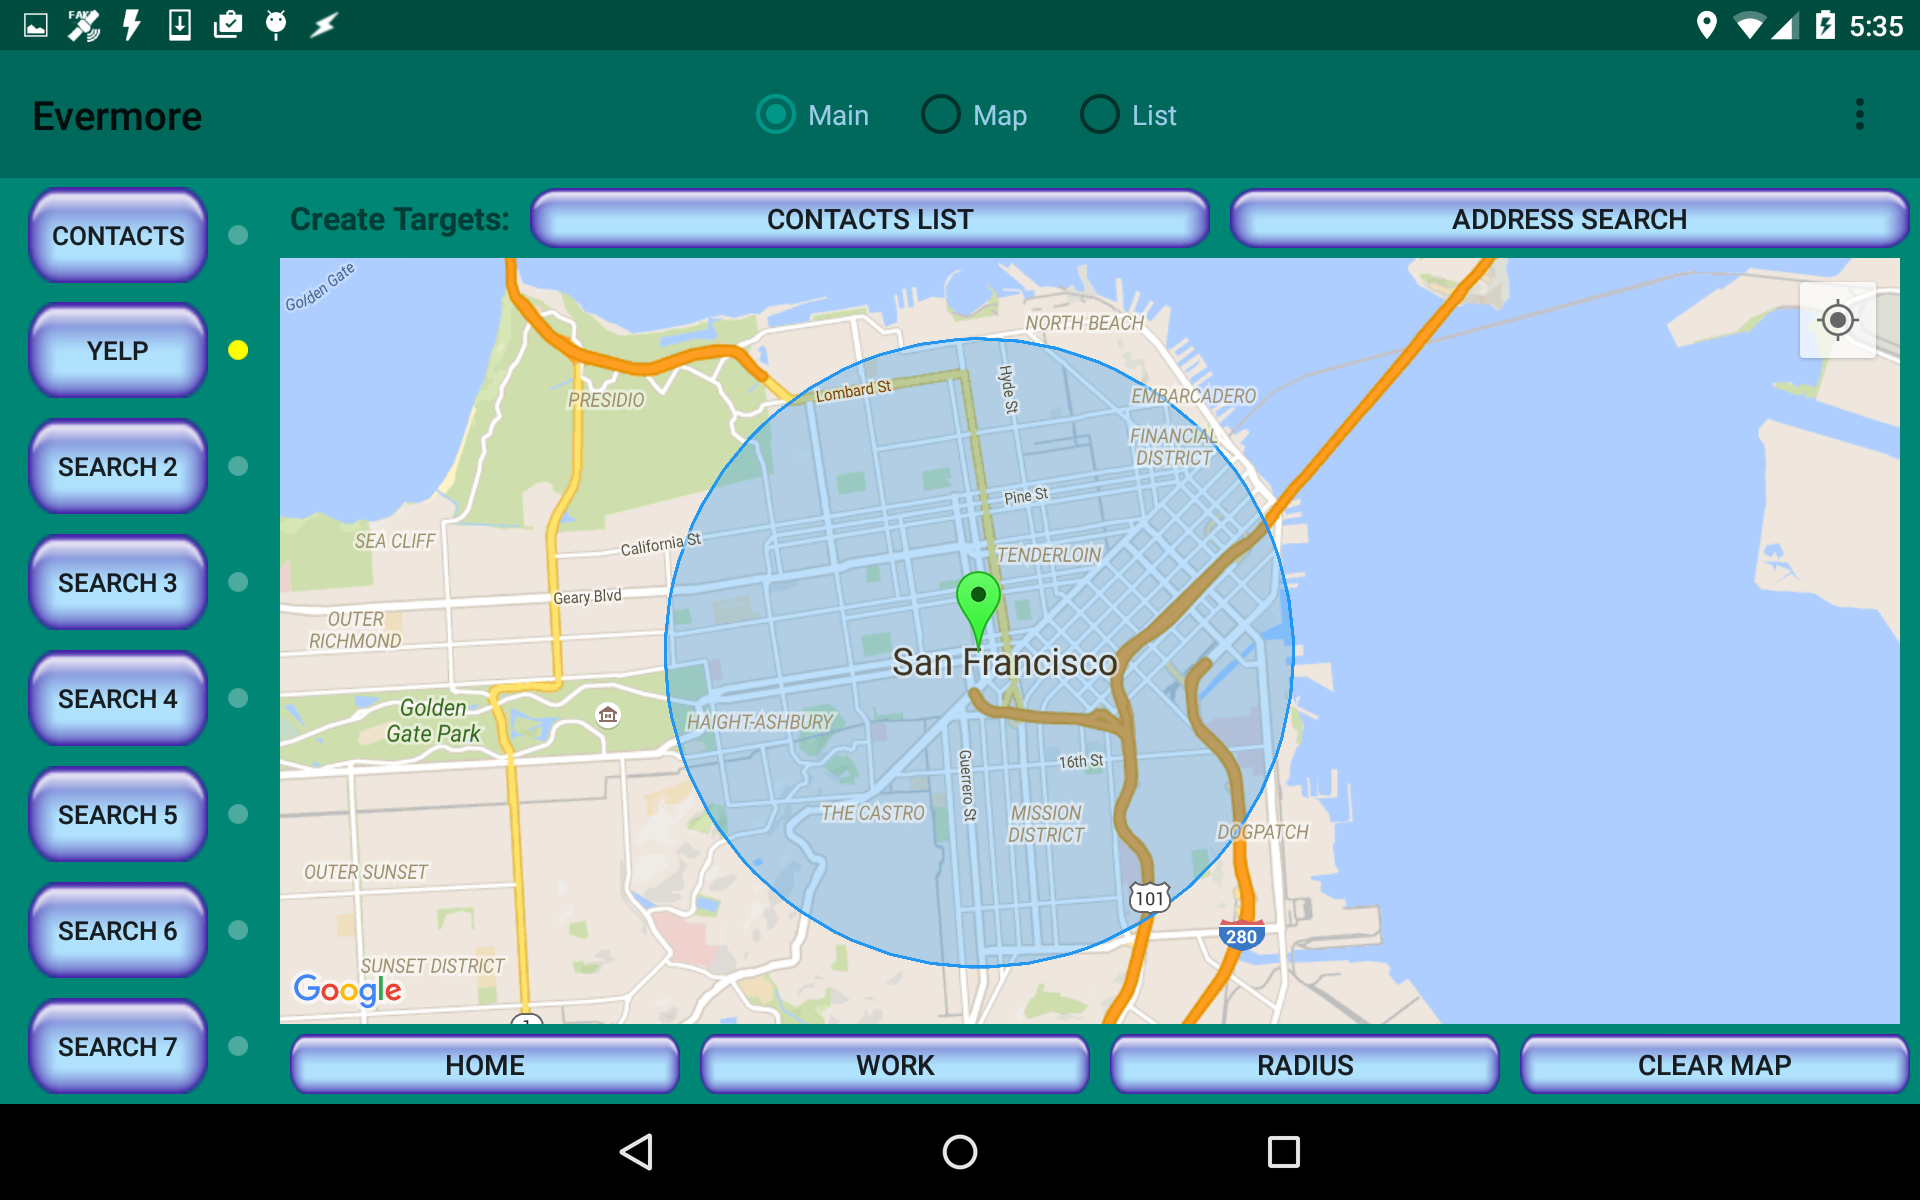 FAKE
5:35
Evermore
Main
Map
List
CONTACTS
YELP
SEARCH 2
SEARCH 3
SEARCH 4
SEARCH 5
SEARCH 6
SEARCH 7
Create Targets:
CONTACTS LIST
ADDRESS SEARCH
Golden Gate
NORTH BEACH
Hyde St
Lombard St
PRESIDIO
EMBARCADERO
FINANCIAL
DISTRICT
Pine St
SEA CLIFF
California St
TENDERLOIN
Geary Blvd
OUTER
RICHMOND
San Francisco
Golden
Gate Park
HAIGHT-ASHBURY
Guerrero St
16th St
THE CASTRO
MISSION
DISTRICT
DOGPATCH
OUTER SUNSET
101
280
SUNSET DISTRICT
Google
1
HOME
WORK
RADIUS
CLEAR MAP